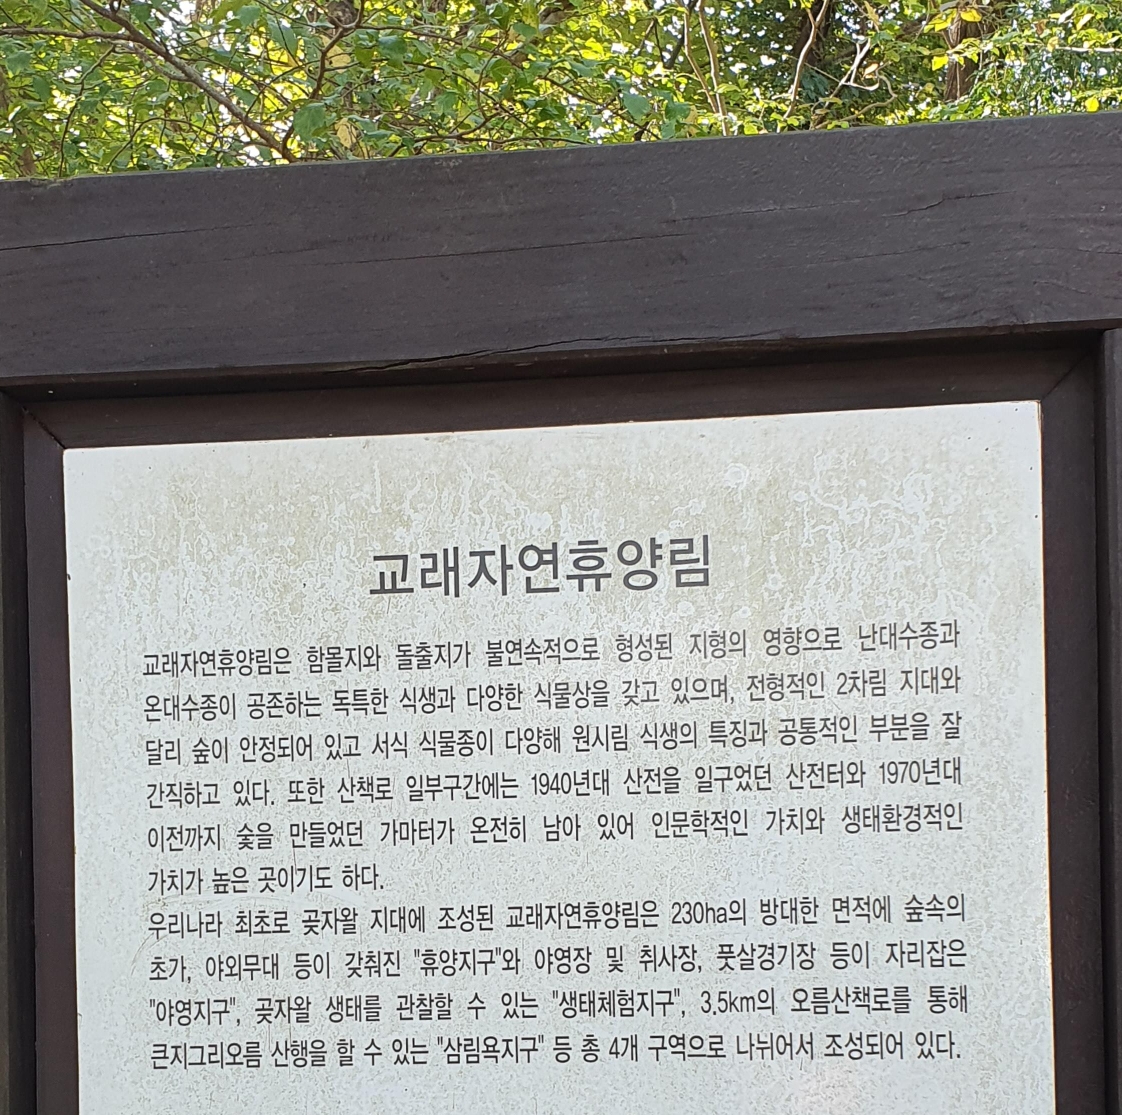 교래자연휴양림
교래자연휴양림은 함몰지와 돌출지가 불연속적으로 형성된 지형의 영향으로 난대수종과
온대수종이 공존하는 독특한 식생과 다양한 식물상을 갖고 있으며, 전형적인 2차림 지대와
달리 숲이 안정되어 있고 서식 식물종이 다양해 원시림 식생의 특징과 공통적인 부분을 잘
간직하고 있다. 또한 산책로 일부구간에는 1940년대 산전을 일구었던 산전터와 1970년대
이전까지 숯을 만들었던 가마터가 온전히 남아 있어 인문학적인 가치와 생태환경적인
가치가 높은 곳이기도 하다.
우리나라 최초로 곶자왈 지대에 조성된 교래자연휴양림은 230ha의 방대한 면적에 숲속의
초가, 야외무대 등이 갖춰진 "휴양지구"와 야영장 및 취사장, 풋살경기장 등이 자리잡은
"야영지구", 곶자왈 생태를 관찰할 수 있는 "생태체험지구", 3.5km의 오름산책로를 통해
큰지그리오름 산행을 할 수 있는 "삼림욕지구" 등 총 4개 구역으로 나뉘어서 조성되어 있다.